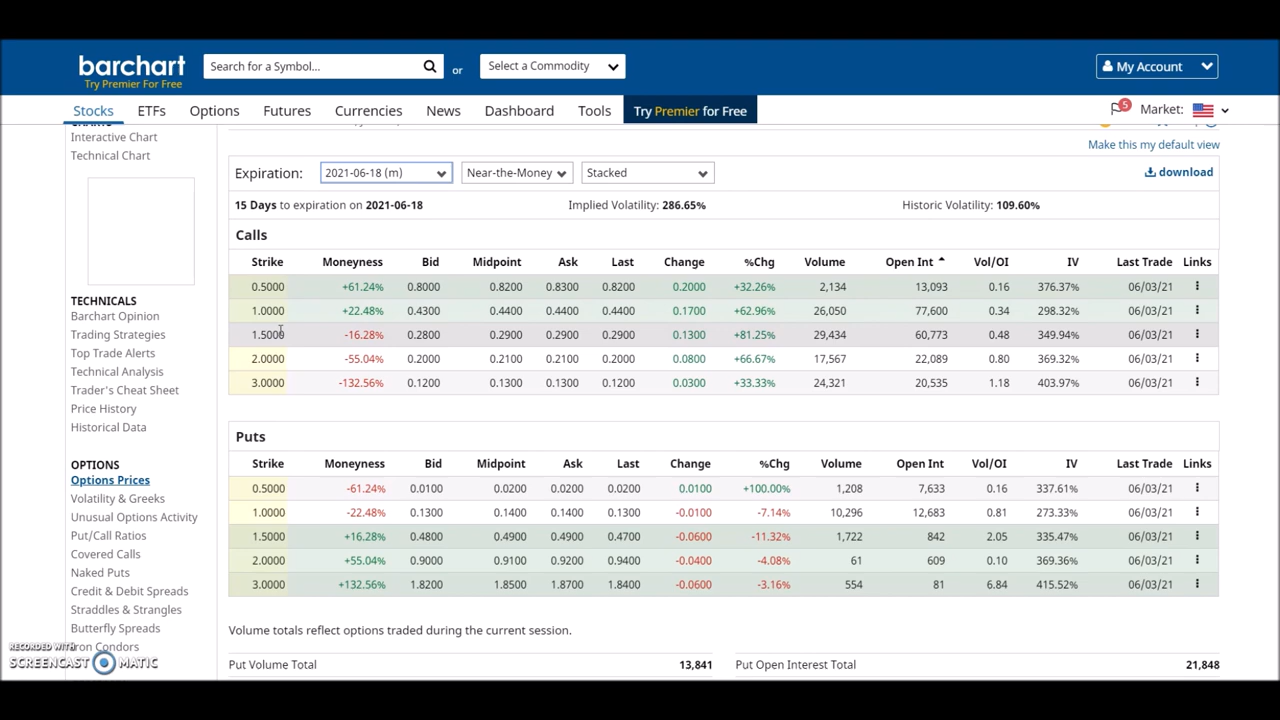 barchart
Try Premier For Free
Search for a Symbol...
or
Select a Commodity
My Account
Stocks ETFs Options Futures Currencies News Dashboard Tools Try Premier for Free
5 Market:
Interactive Chart
Technical Chart
TECHNICALS
Barchart Opinion
Trading Strategies
Top Trade Alerts
Technical Analysis
Trader's Cheat Sheet
Price History
Historical Data
OPTIONS
Options Prices
Volatility & Greeks
Unusual Options Activity
Put/Call Ratios
Covered Calls
Naked Puts
Credit & Debit Spreads
Straddles & Strangles
Butterfly Spreads
Iron Condors
RECORDED WITH
SCREENCAST MATIC
Make this my default view
Expiration: 2021-06-18 (m) Near-the-Money Stacked download
15 Days to expiration on 2021-06-18 Implied Volatility: 286.65% Historic Volatility: 109.60%
Calls
Strike Moneyness Bid Midpoint Ask Last Change %Chg Volume Open Int Vol/OI IV Last Trade Links
0.5000 +61.24% 0.8000 0.8200 0.8300 0.8200 0.2000 +32.26% 2,134 13,093 0.16 376.37% 06/03/21
1.0000 +22.48% 0.4300 0.4400 0.4400 0.4400 0.1700 +62.96% 26,050 77,600 0.34 298.32% 06/03/21
1.5000 -16.28% 0.2800 0.2900 0.2900 0.2900 0.1300 +81.25% 29,434 60,773 0.48 349.94% 06/03/21
2.0000 -55.04% 0.2000 0.2100 0.2100 0.2000 0.0800 +66.67% 17,567 22,089 0.80 369.32% 06/03/21
3.0000 -132.56% 0.1200 0.1300 0.1300 0.1200 0.0300 +33.33% 24,321 20,535 1.18 403.97% 06/03/21
Puts
Strike Moneyness Bid Midpoint Ask Last Change %Chg Volume Open Int Vol/OI IV Last Trade Links
0.5000 -61.24% 0.0100 0.0200 0.0200 0.0200 0.0100 +100.00% 1,208 7,633 0.16 337.61% 06/03/21
1.0000 -22.48% 0.1300 0.1400 0.1400 0.1300 -0.0100 -7.14% 10,296 12,683 0.81 273.33% 06/03/21
1.5000 +16.28% 0.4800 0.4900 0.4900 0.4700 -0.0600 -11.32% 1,722 842 2.05 335.47% 06/03/21
2.0000 +55.04% 0.9000 0.9100 0.9200 0.9400 -0.0400 -4.08% 61 609 0.10 369.36% 06/03/21
3.0000 +132.56% 1.8200 1.8500 1.8700 1.8400 -0.0600 -3.16% 554 81 6.84 415.52% 06/03/21
Volume totals reflect options traded during the current session.
Put Volume Total 13,841 Put Open Interest Total 21,848